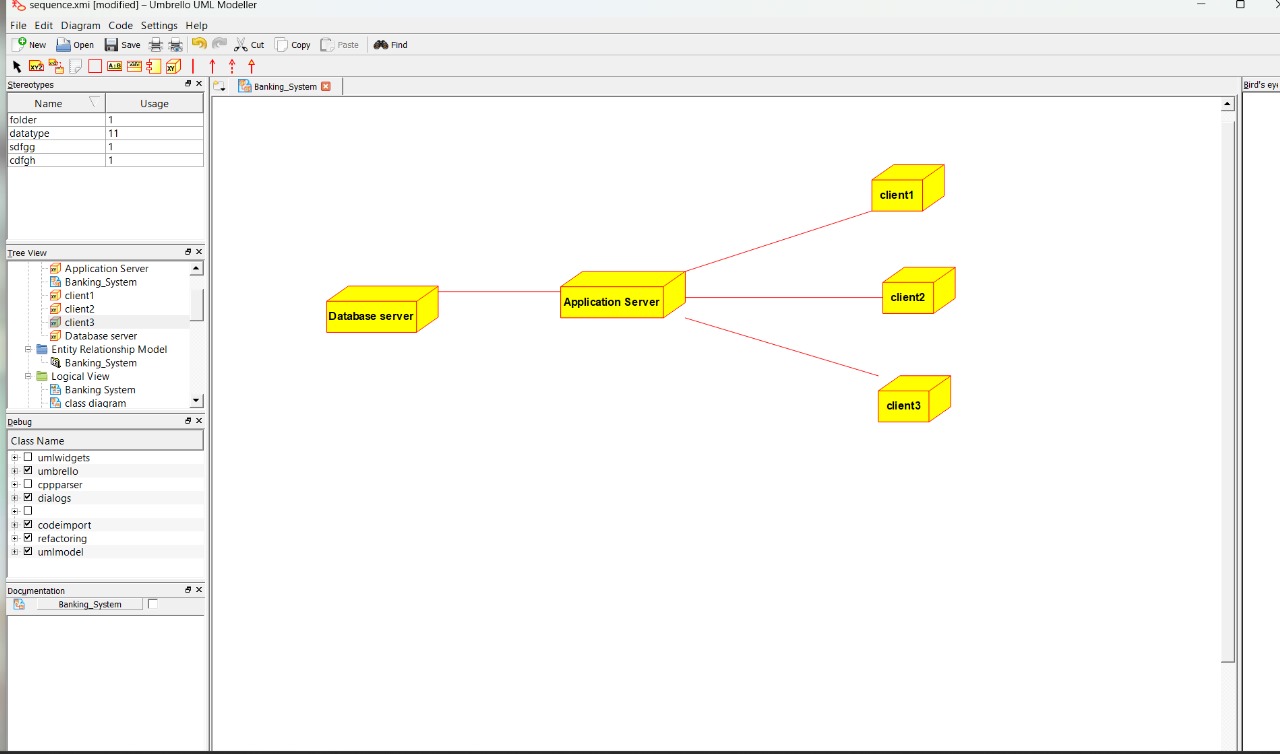 sequence.xmi [modified] – Umbrello UML Modeller
File Edit Diagram Code Settings Help
New Open Save Cut Copy Paste Find
Stereotypes
Name Usage
folder 1
datatype 11
sdfgg 1
cdfgh 1
Tree View
Application Server
Banking_System
client1
client2
client3
Database server
Entity Relationship Model
Banking_System
Logical View
Banking System
class diagram
Debug
Class Name
umlwidgets
umbrello
cppparser
dialogs
codeimport
refactoring
umlmodel
Documentation
Banking_System
Banking_System
client1
Database server
Application Server
client2
client3
Bird's eye